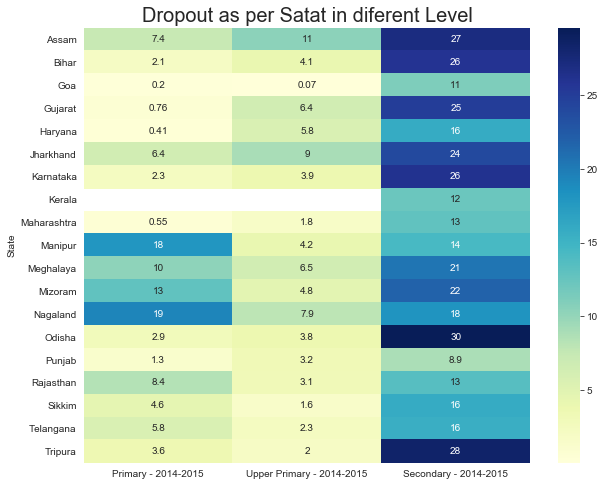 Dropout as per Satat in diferent Level
State
Assam 7.4 11 27
Bihar 2.1 4.1 26
Goa 0.2 0.07 11
Gujarat 0.76 6.4 25
Haryana 0.41 5.8 16
Jharkhand 6.4 9 24
Karnataka 2.3 3.9 26
Kerala 12
Maharashtra 0.55 1.8 13
Manipur 18 4.2 14
Meghalaya 10 6.5 21
Mizoram 13 4.8 22
Nagaland 19 7.9 18
Odisha 2.9 3.8 30
Punjab 1.3 3.2 8.9
Rajasthan 8.4 3.1 13
Sikkim 4.6 1.6 16
Telangana 5.8 2.3 16
Tripura 3.6 2 28
Primary - 2014-2015 Upper Primary - 2014-2015 Secondary - 2014-2015
25
20
15
10
5